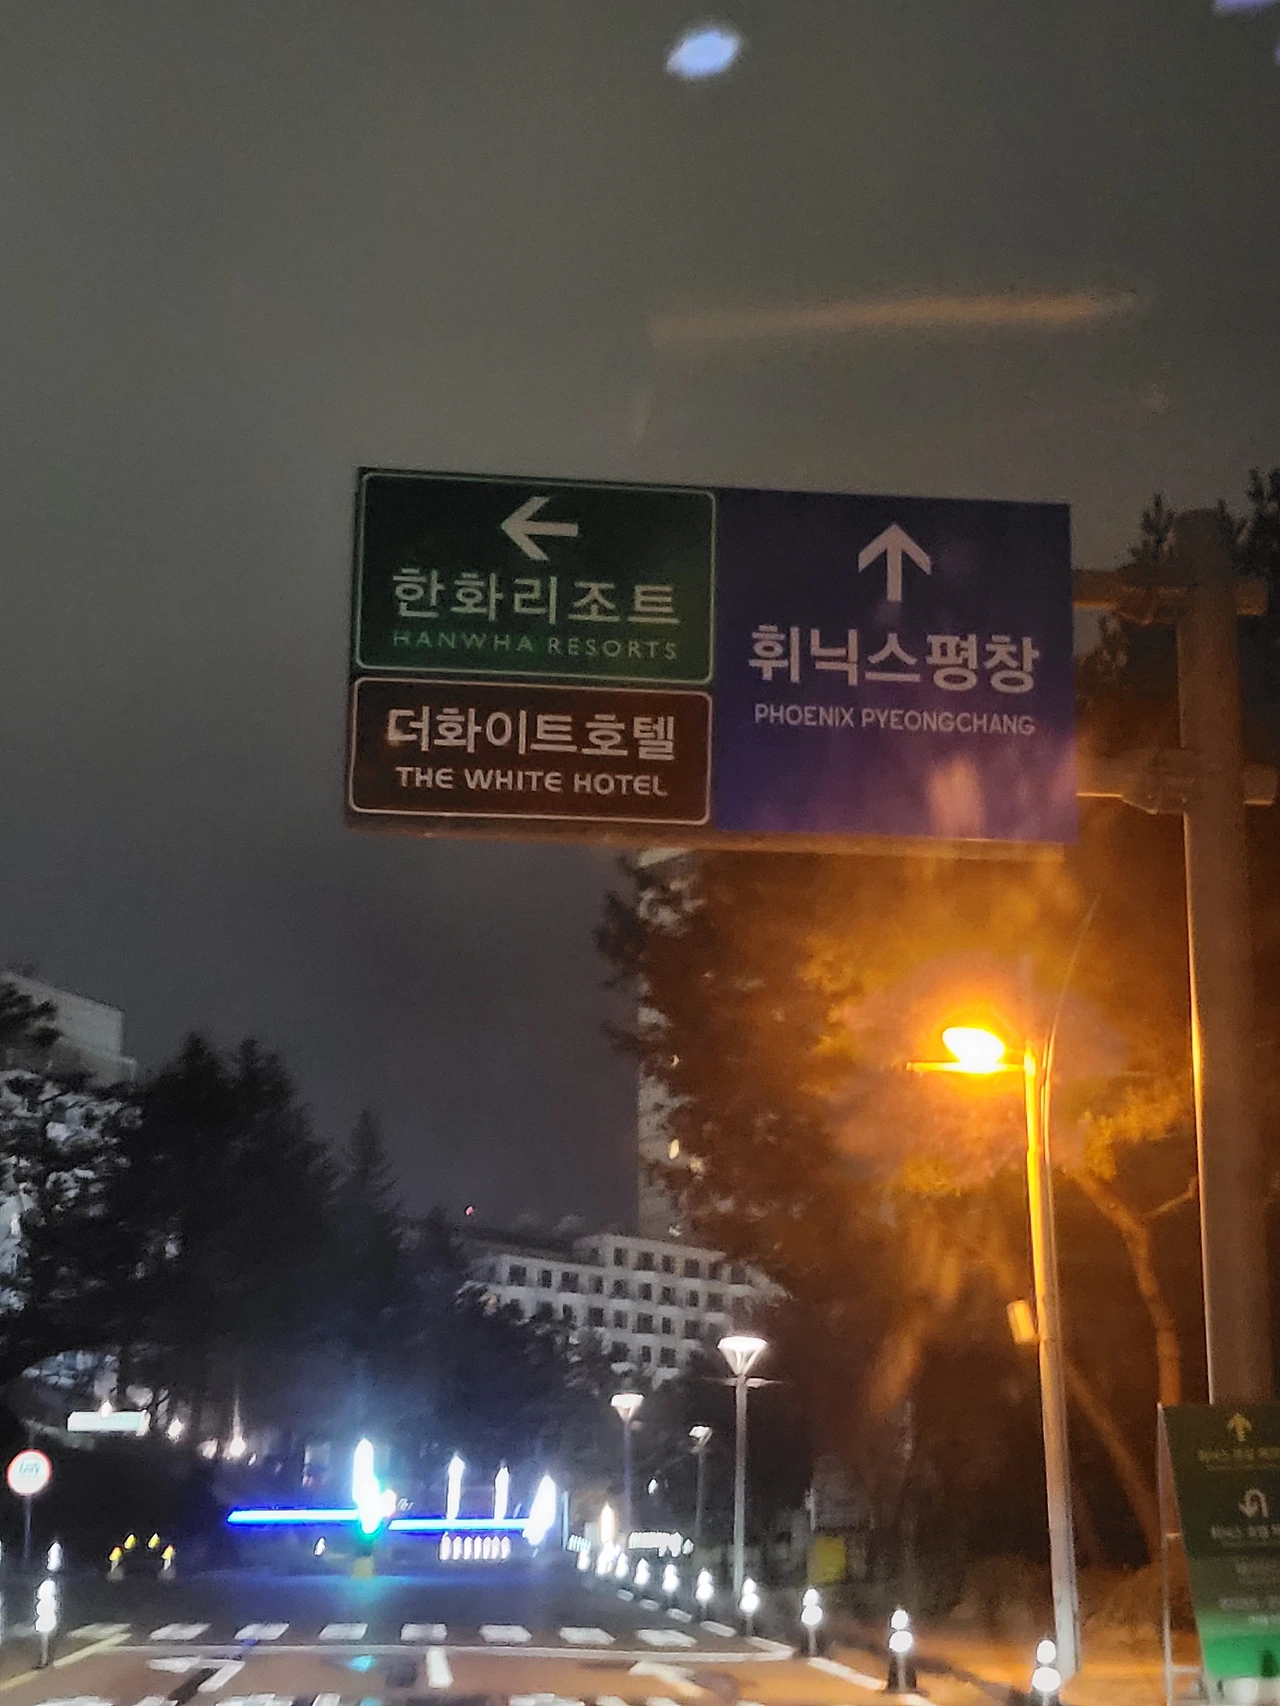 한화리조트
HANWHA RESORTS
더화이트호텔
THE WHITE HOTEL
휘닉스평창
PHOENIX PYEONGCHANG